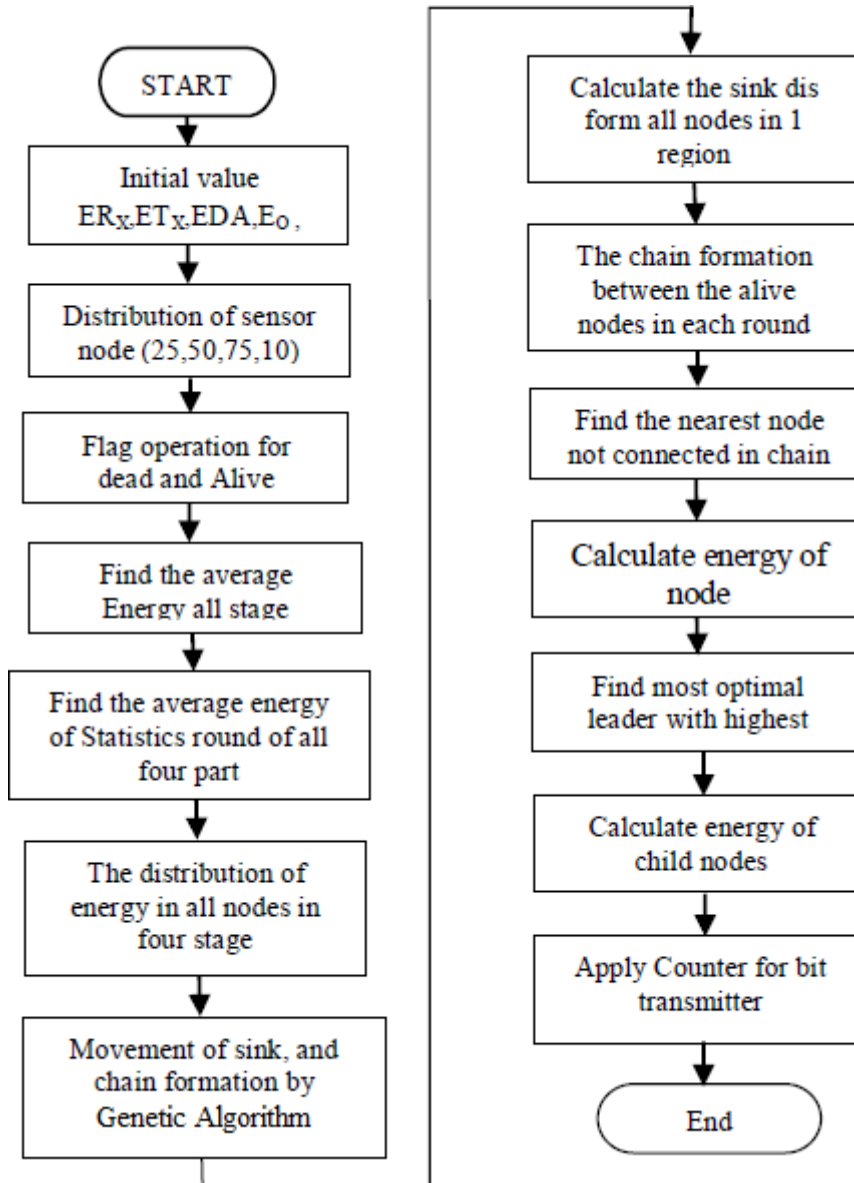 START
Initial value
ERX,ETX,EDA,EO ,
Distribution of sensor
node (25,50,75,10)
Flag operation for
dead and Alive
Find the average
Energy all stage
Find the average energy
of Statistics round of all
four part
The distribution of
energy in all nodes in
four stage
Movement of sink, and
chain formation by
Genetic Algorithm
Calculate the sink dis
form all nodes in 1
region
The chain formation
between the alive
nodes in each round
Find the nearest node
not connected in chain
Calculate energy of
node
Find most optimal
leader with highest
Calculate energy of
child nodes
Apply Counter for bit
transmitter
End